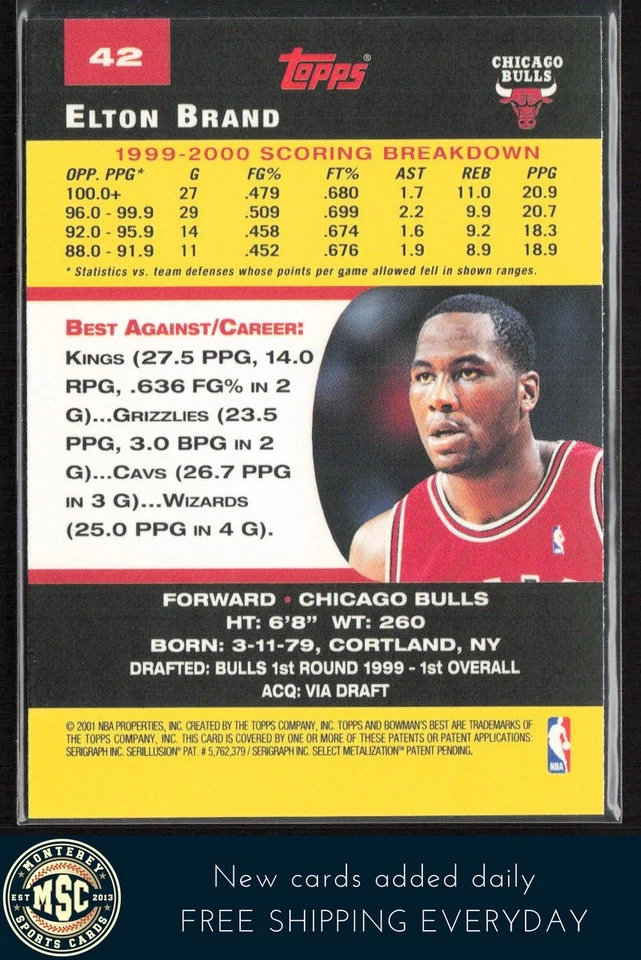 42
TOPPS®
CHICAGO
BULLS
ELTON BRAND
1999-2000 SCORING BREAKDOWN
OPP. PPG* G FG% FT% AST REB PPG
100.0+ 27 .479 .680 1.7 11.0 20.9
96.0 - 99.9 29 .509 .699 2.2 9.9 20.7
92.0 - 95.9 14 .458 .674 1.6 9.2 18.3
88.0 - 91.9 11 .452 .676 1.9 8.9 18.9
* Statistics vs. team defenses whose points per game allowed fell in shown ranges.
BEST AGAINST/CAREER:
KINGS (27.5 PPG, 14.0
RPG, .636 FG% IN 2
G)...GRIZZLIES (23.5
PPG, 3.0 BPG IN 2
G)...CAVS (26.7 PPG
IN 3 G)...WIZARDS
(25.0 PPG IN 4 G).
FORWARD • CHICAGO BULLS
HT: 6'8" WT: 260
BORN: 3-11-79, CORTLAND, NY
DRAFTED: BULLS 1st ROUND 1999 - 1st OVERALL
ACQ: VIA DRAFT
© 2001 NBA PROPERTIES, INC. CREATED BY THE TOPPS COMPANY, INC. TOPPS AND BOWMAN'S BEST ARE TRADEMARKS OF
THE TOPPS COMPANY, INC. THIS CARD IS COVERED BY ONE OR MORE OF THESE PATENTS OR PATENT APPLICATIONS:
SERIGRAPH INC. SERILLUSION® PAT. # 5,762,379 / SERIGRAPH INC. SELECT METALIZATION™ PATENT PENDING.
NBA
MONTEREY
EST MSC 2013
SPORTS CARDS
New cards added daily
FREE SHIPPING EVERYDAY